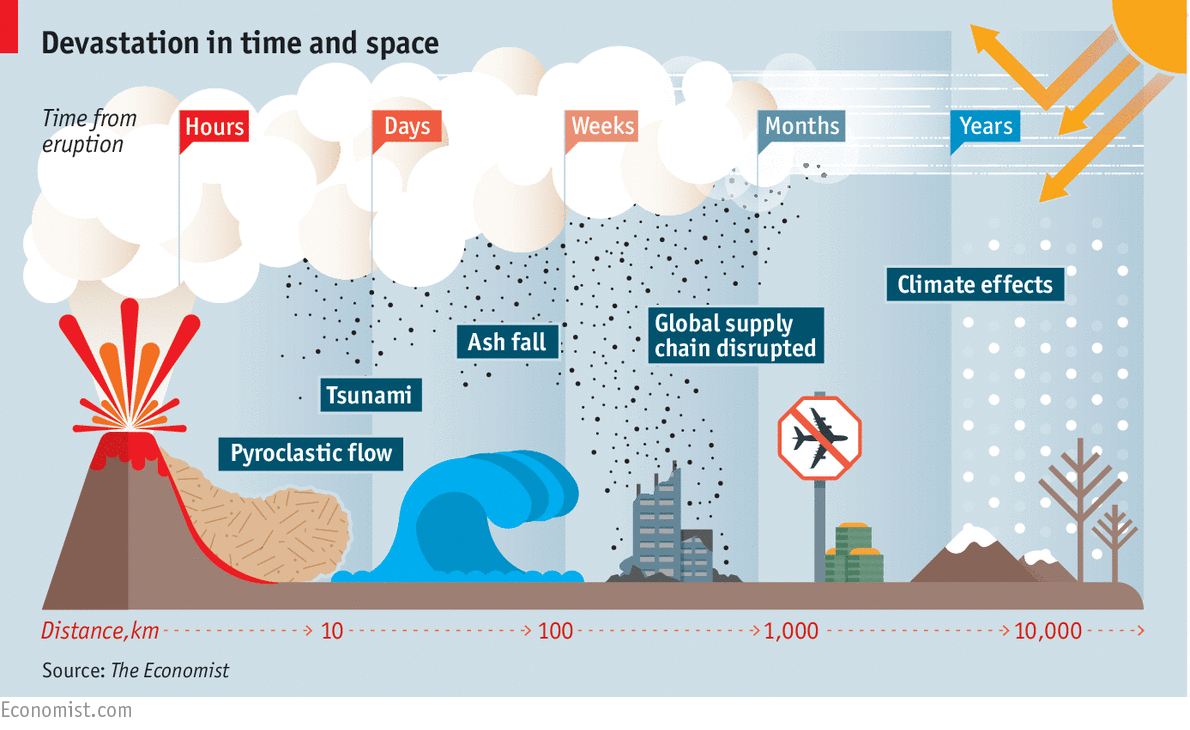 Devastation in time and space
Time from
eruption
Hours
Days
Weeks
Months
Years
Climate effects
Global supply
chain disrupted
Ash fall
Tsunami
Pyroclastic flow
Distance,km
10
100
1,000
10,000
Source: The Economist
Economist.com